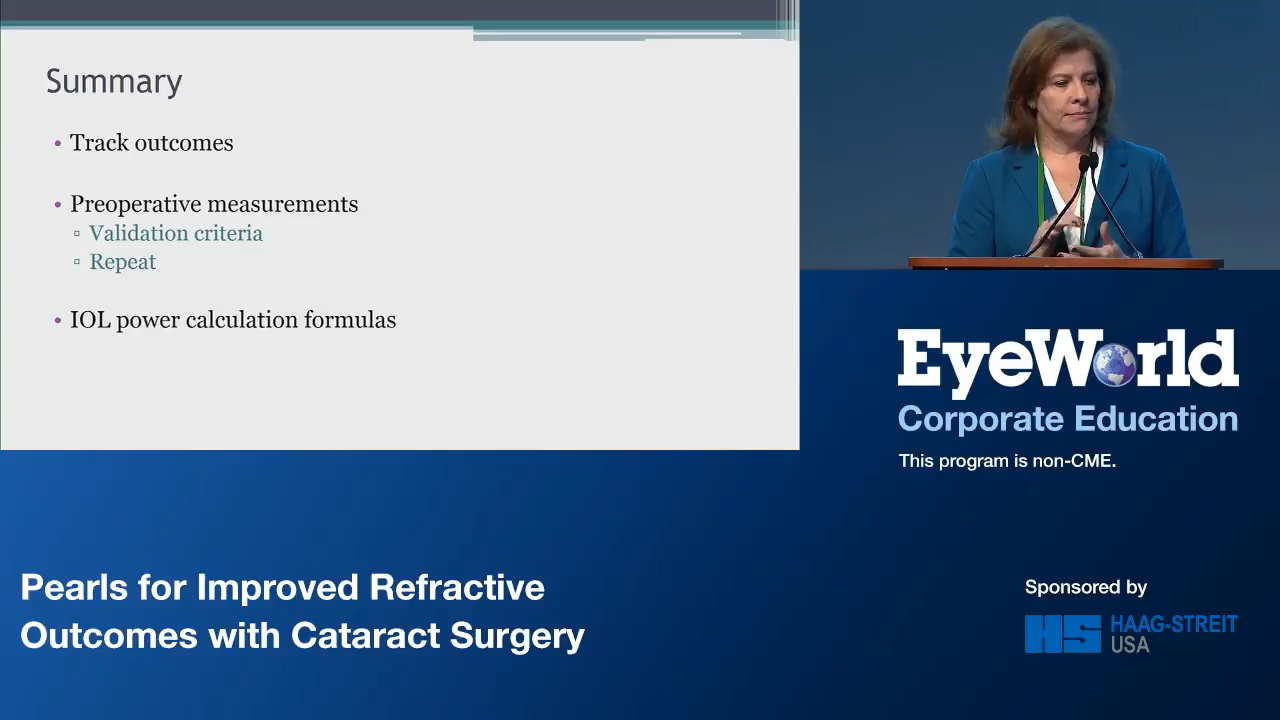 Summary
• Track outcomes
• Preoperative measurements
▫ Validation criteria
▫ Repeat
• IOL power calculation formulas
EyeWorld
Corporate Education
This program is non-CME.
Pearls for Improved Refractive
Outcomes with Cataract Surgery
Sponsored by
HS HAAG-STREIT
USA